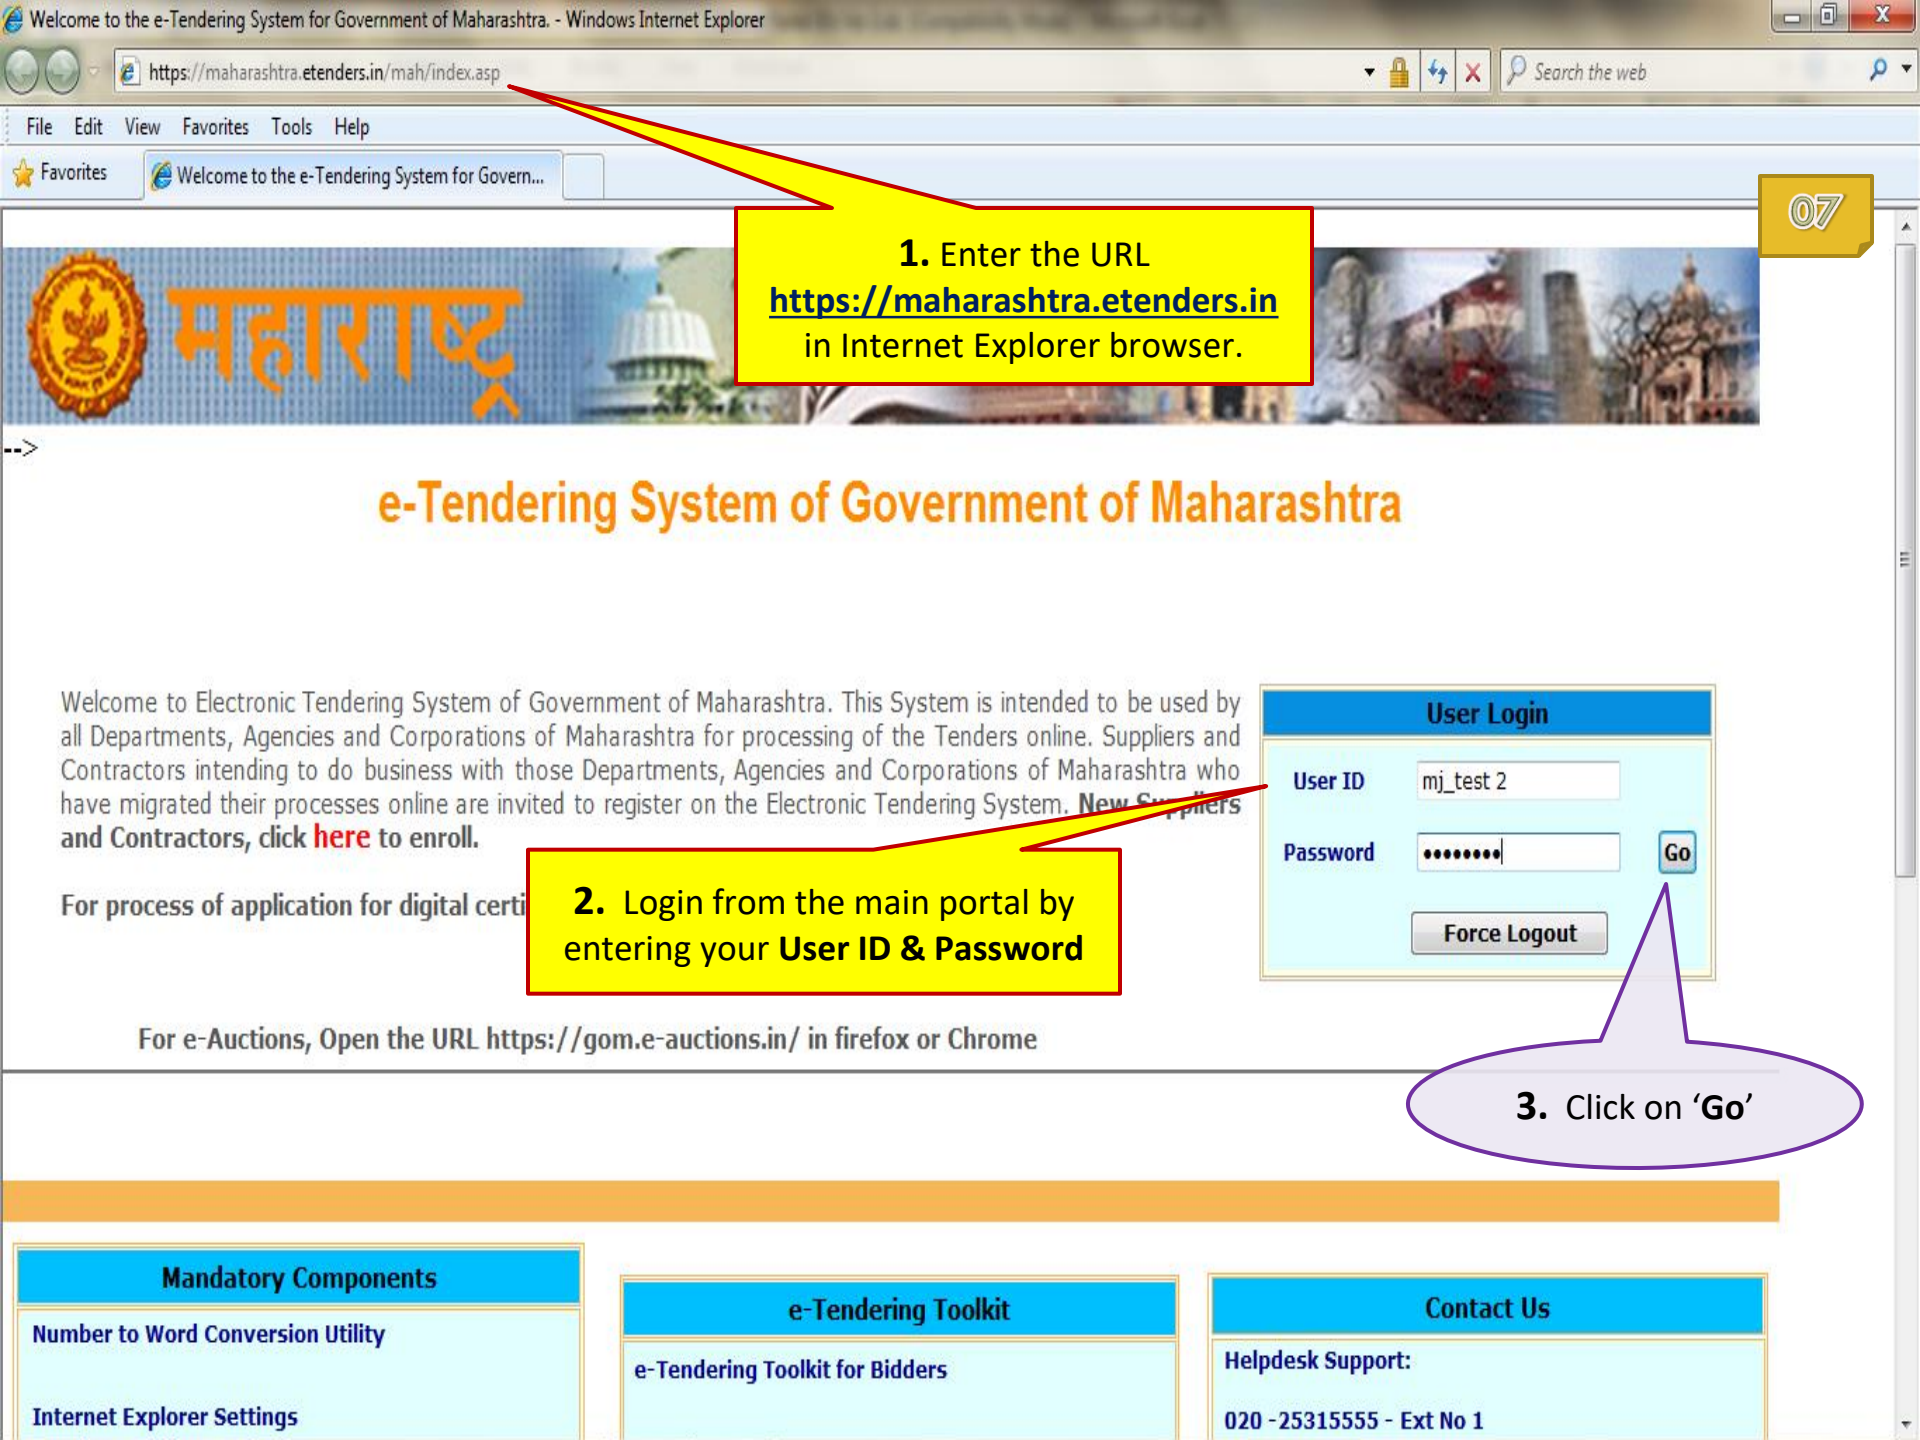 Welcome to the e-Tendering System for Government of Maharashtra. - Windows Internet Explorer
X
https://maharashtra.etenders.in/mah/index.asp
Search the web
File Edit View Favorites Tools Help
Favorites
Welcome to the e-Tendering System for Govern...
07
1. Enter the URL
https://maharashtra.etenders.in
in Internet Explorer browser.
महाराष्ट्र
-->
e-Tendering System of Government of Maharashtra
Welcome to Electronic Tendering System of Government of Maharashtra. This System is intended to be used by
all Departments, Agencies and Corporations of Maharashtra for processing of the Tenders online. Suppliers and
Contractors intending to do business with those Departments, Agencies and Corporations of Maharashtra who
have migrated their processes online are invited to register on the Electronic Tendering System. New Suppliers
and Contractors, click here to enroll.
For process of application for digital certi
2. Login from the main portal by
entering your User ID & Password
User Login
User ID mj_test 2
Password ●●●●●●●●
Go
Force Logout
For e-Auctions, Open the URL https://gom.e-auctions.in/ in firefox or Chrome
3. Click on ‘Go’
Mandatory Components
Number to Word Conversion Utility
Internet Explorer Settings
e-Tendering Toolkit
e-Tendering Toolkit for Bidders
Contact Us
Helpdesk Support:
020 -25315555 - Ext No 1